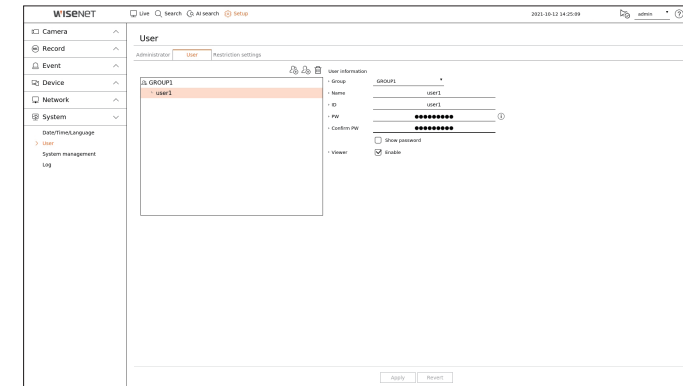 WISENET
Live Search AI search Setup 2021-10-12 14:25:09 admin
Camera
Record
Event
Device
Network
System
Date/Time/Language
User
System management
Log
User
Administrator User Restriction settings
GROUP1
user1
User information
Group GROUP1
Name user1
ID user1
PW ●●●●●●●●●
Confirm PW ●●●●●●●●●
Show password
Viewer Enable
Apply Revert